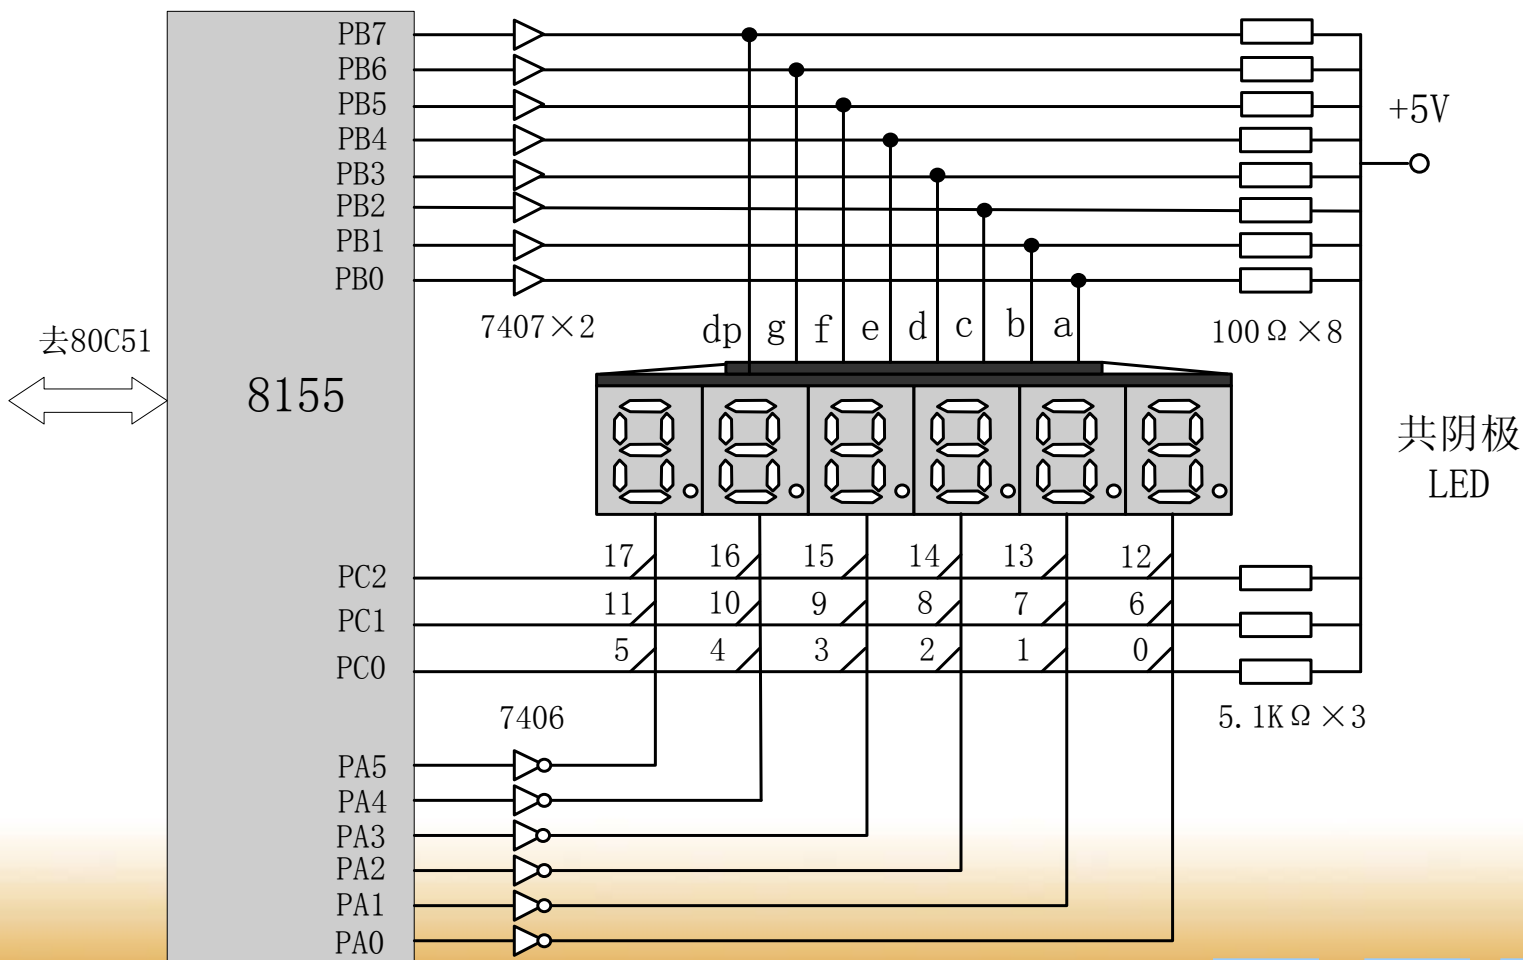 PB7
PB6
PB5
PB4
PB3
PB2
PB1
PB0
+5V
7407×2
dp g f e d c b a
100Ω×8
去80C51
8155
共阴极
LED
17 16 15 14 13 12
PC2
11 10 9 8 7 6
PC1
5 4 3 2 1 0
PC0
7406
5.1KΩ×3
PA5
PA4
PA3
PA2
PA1
PA0